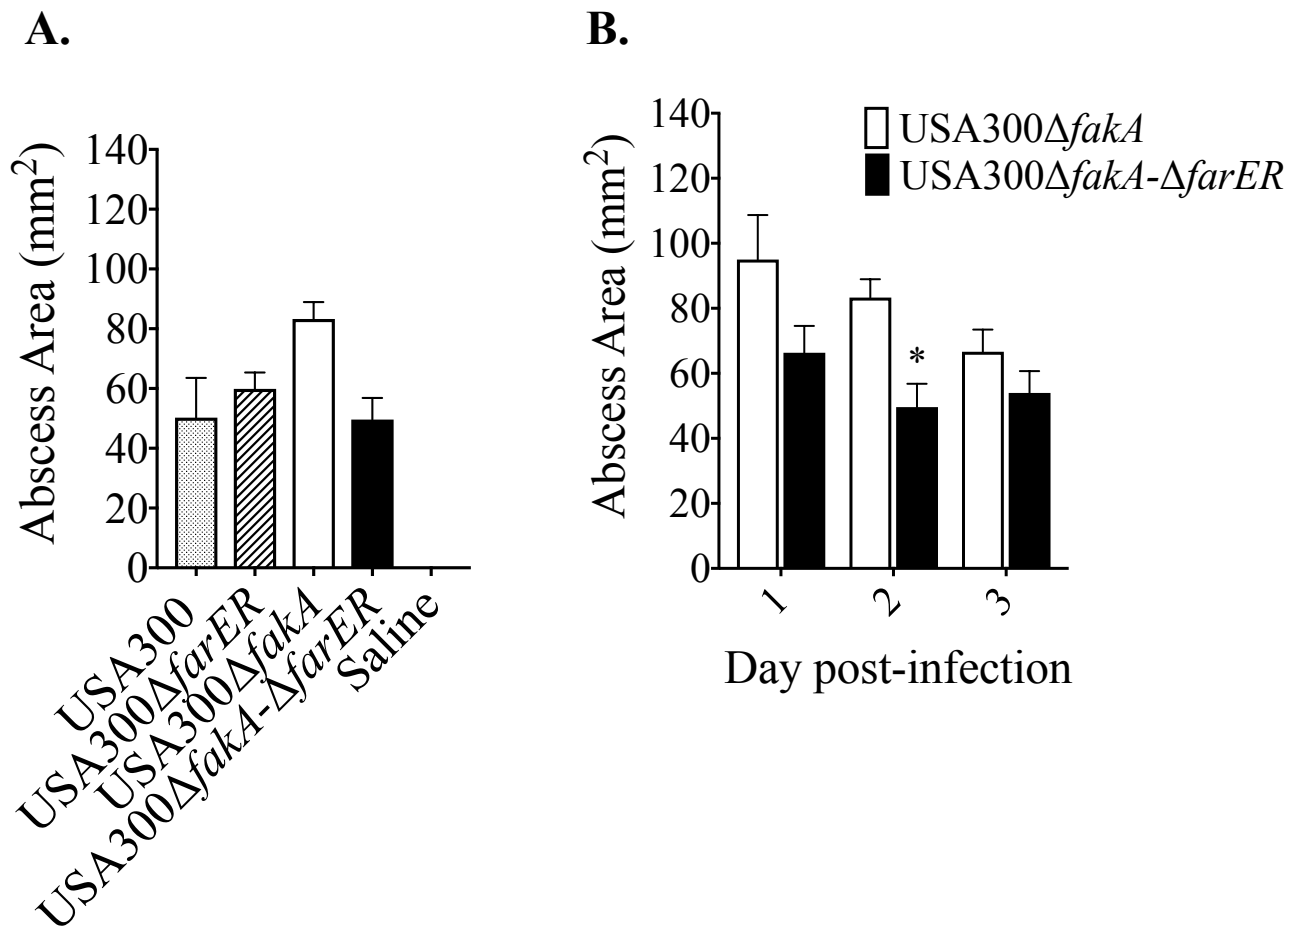 A.
Abscess Area (mm²)
140
120
100
80
60
40
20
0
USA300
USA300ΔfarER
USA300ΔfakA
USA300ΔfakA-ΔfarER
Saline
B.
Abscess Area (mm²)
140
120
100
80
60
40
20
0
USA300ΔfakA
USA300ΔfakA-ΔfarER
*
1
2
3
Day post-infection